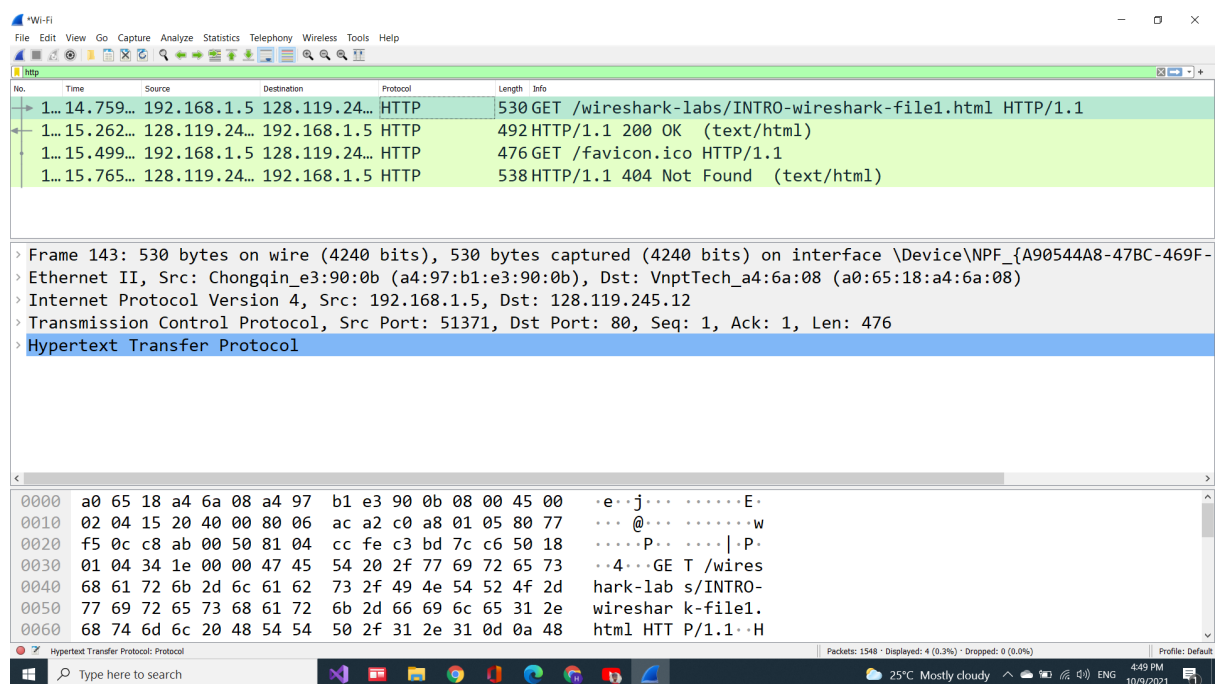 *Wi-Fi
File Edit View Go Capture Analyze Statistics Telephony Wireless Tools Help
http
No. Time Source Destination Protocol Length Info
1… 14.759… 192.168.1.5 128.119.24… HTTP 530 GET /wireshark-labs/INTRO-wireshark-file1.html HTTP/1.1
1… 15.262… 128.119.24… 192.168.1.5 HTTP 492 HTTP/1.1 200 OK (text/html)
1… 15.499… 192.168.1.5 128.119.24… HTTP 476 GET /favicon.ico HTTP/1.1
1… 15.765… 128.119.24… 192.168.1.5 HTTP 538 HTTP/1.1 404 Not Found (text/html)
Frame 143: 530 bytes on wire (4240 bits), 530 bytes captured (4240 bits) on interface \Device\NPF_{A90544A8-47BC-469F-
Ethernet II, Src: Chongqin_e3:90:0b (a4:97:b1:e3:90:0b), Dst: VnptTech_a4:6a:08 (a0:65:18:a4:6a:08)
Internet Protocol Version 4, Src: 192.168.1.5, Dst: 128.119.245.12
Transmission Control Protocol, Src Port: 51371, Dst Port: 80, Seq: 1, Ack: 1, Len: 476
Hypertext Transfer Protocol
0000 a0 65 18 a4 6a 08 a4 97 b1 e3 90 0b 08 00 45 00 ·e··j··· ······E·
0010 02 04 15 20 40 00 80 06 ac a2 c0 a8 01 05 80 77 ··· @··· ·······w
0020 f5 0c c8 ab 00 50 81 04 cc fe c3 bd 7c c6 50 18 ·····P·· ····|·P·
0030 01 04 34 1e 00 00 47 45 54 20 2f 77 69 72 65 73 ··4···GE T /wires
0040 68 61 72 6b 2d 6c 61 62 73 2f 49 4e 54 52 4f 2d hark-lab s/INTRO-
0050 77 69 72 65 73 68 61 72 6b 2d 66 69 6c 65 31 2e wireshar k-file1.
0060 68 74 6d 6c 20 48 54 54 50 2f 31 2e 31 0d 0a 48 html HTT P/1.1··H
Hypertext Transfer Protocol: Protocol Packets: 1548 · Displayed: 4 (0.3%) · Dropped: 0 (0.0%) Profile: Default
Type here to search 25°C Mostly cloudy ENG 4:49 PM
10/9/2021